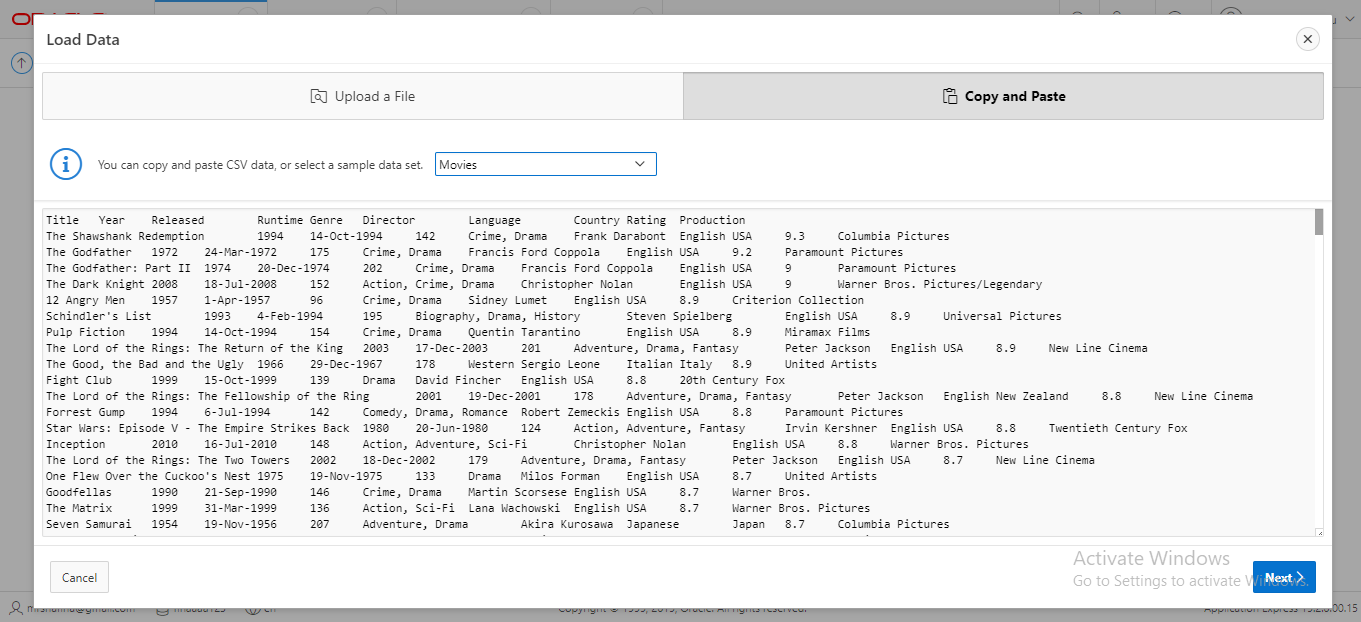 Load Data
Upload a File
Copy and Paste
You can copy and paste CSV data, or select a sample data set. Movies
Title Year Released Runtime Genre Director Language Country Rating Production
The Shawshank Redemption 1994 14-Oct-1994 142 Crime, Drama Frank Darabont English USA 9.3 Columbia Pictures
The Godfather 1972 24-Mar-1972 175 Crime, Drama Francis Ford Coppola English USA 9.2 Paramount Pictures
The Godfather: Part II 1974 20-Dec-1974 202 Crime, Drama Francis Ford Coppola English USA 9 Paramount Pictures
The Dark Knight 2008 18-Jul-2008 152 Action, Crime, Drama Christopher Nolan English USA 9 Warner Bros. Pictures/Legendary
12 Angry Men 1957 1-Apr-1957 96 Crime, Drama Sidney Lumet English USA 8.9 Criterion Collection
Schindler's List 1993 4-Feb-1994 195 Biography, Drama, History Steven Spielberg English USA 8.9 Universal Pictures
Pulp Fiction 1994 14-Oct-1994 154 Crime, Drama Quentin Tarantino English USA 8.9 Miramax Films
The Lord of the Rings: The Return of the King 2003 17-Dec-2003 201 Adventure, Drama, Fantasy Peter Jackson English USA 8.9 New Line Cinema
The Good, the Bad and the Ugly 1966 29-Dec-1967 178 Western Sergio Leone Italian Italy 8.9 United Artists
Fight Club 1999 15-Oct-1999 139 Drama David Fincher English USA 8.8 20th Century Fox
The Lord of the Rings: The Fellowship of the Ring 2001 19-Dec-2001 178 Adventure, Drama, Fantasy Peter Jackson English New Zealand 8.8 New Line Cinema
Forrest Gump 1994 6-Jul-1994 142 Comedy, Drama, Romance Robert Zemeckis English USA 8.8 Paramount Pictures
Star Wars: Episode V - The Empire Strikes Back 1980 20-Jun-1980 124 Action, Adventure, Fantasy Irvin Kershner English USA 8.8 Twentieth Century Fox
Inception 2010 16-Jul-2010 148 Action, Adventure, Sci-Fi Christopher Nolan English USA 8.8 Warner Bros. Pictures
The Lord of the Rings: The Two Towers 2002 18-Dec-2002 179 Adventure, Drama, Fantasy Peter Jackson English USA 8.7 New Line Cinema
One Flew Over the Cuckoo's Nest 1975 19-Nov-1975 133 Drama Milos Forman English USA 8.7 United Artists
Goodfellas 1990 21-Sep-1990 146 Crime, Drama Martin Scorsese English USA 8.7 Warner Bros.
The Matrix 1999 31-Mar-1999 136 Action, Sci-Fi Lana Wachowski English USA 8.7 Warner Bros. Pictures
Seven Samurai 1954 19-Nov-1956 207 Adventure, Drama Akira Kurosawa Japanese Japan 8.7 Columbia Pictures
Activate Windows
Go to Settings to activate Windows.
Cancel
Next
Copyright © 1999, 2019, Oracle. All rights reserved.